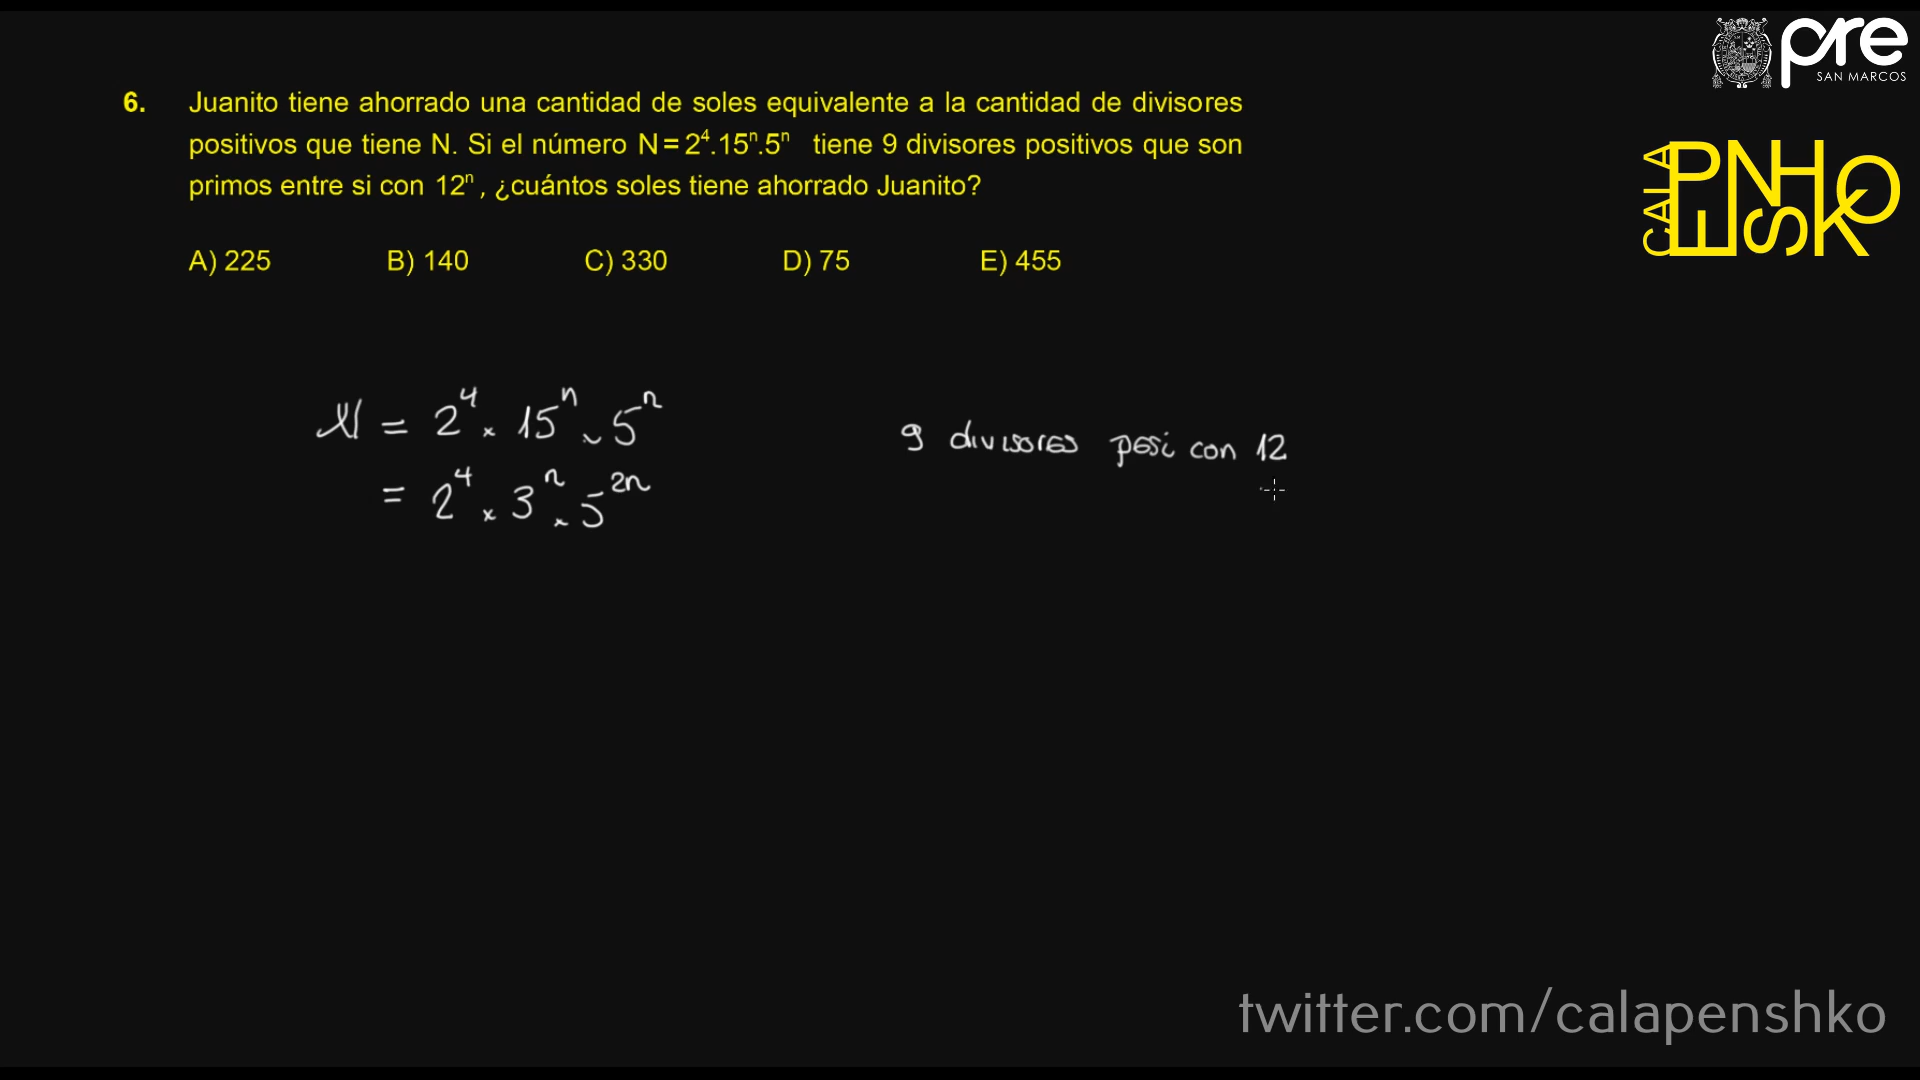 pre
SAN MARCOS
6. Juanito tiene ahorrado una cantidad de soles equivalente a la cantidad de divisores
positivos que tiene N. Si el número N=2⁴.15ⁿ.5ⁿ tiene 9 divisores positivos que son
primos entre si con 12ⁿ, ¿cuántos soles tiene ahorrado Juanito?
CALA PENSHKO
A) 225 B) 140 C) 330 D) 75 E) 455
N = 2⁴ × 15ⁿ × 5ⁿ
= 2⁴ × 3ⁿ × 5²ⁿ
9 divisores pesi con 12
twitter.com/calapenshko